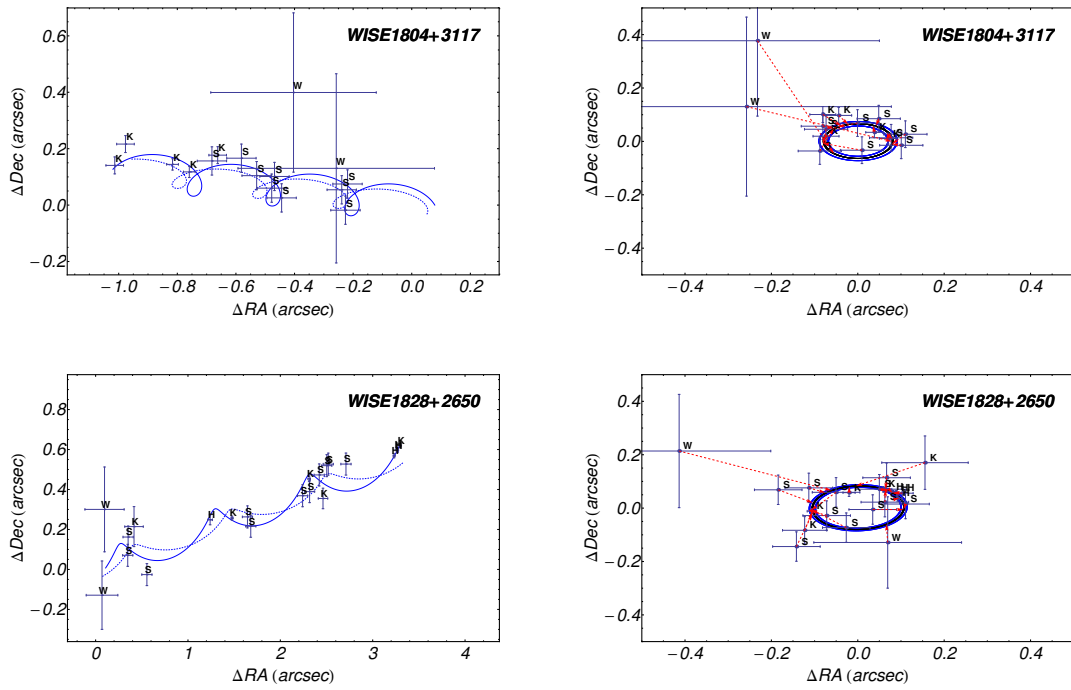 WISE1804+3117
0.6
0.4
0.2
0.0
−0.2
ΔDec (arcsec)
W
K
K
K
K
S
K
S
S
S
S
S
S
W
S
S
S
−1.0
−0.8
−0.6
−0.4
−0.2
0.0
0.2
ΔRA (arcsec)
WISE1804+3117
0.4
0.2
0.0
−0.2
−0.4
ΔDec (arcsec)
W
W
K
K
S
S
S
K
K
S
S
S
−0.4
−0.2
0.0
0.2
0.4
ΔRA (arcsec)
WISE1828+2650
0.8
0.6
0.4
0.2
0.0
−0.2
ΔDec (arcsec)
K
H
H
S
S
S
S
K
S
S
K
H
K
S
S
W
K
S
S
S
W
0
1
2
3
4
ΔRA (arcsec)
WISE1828+2650
0.4
0.2
0.0
−0.2
−0.4
ΔDec (arcsec)
W
K
S
S
S
K
K
H
H
H
K
S
S
S
K
S
S
W
−0.4
−0.2
0.0
0.2
0.4
ΔRA (arcsec)